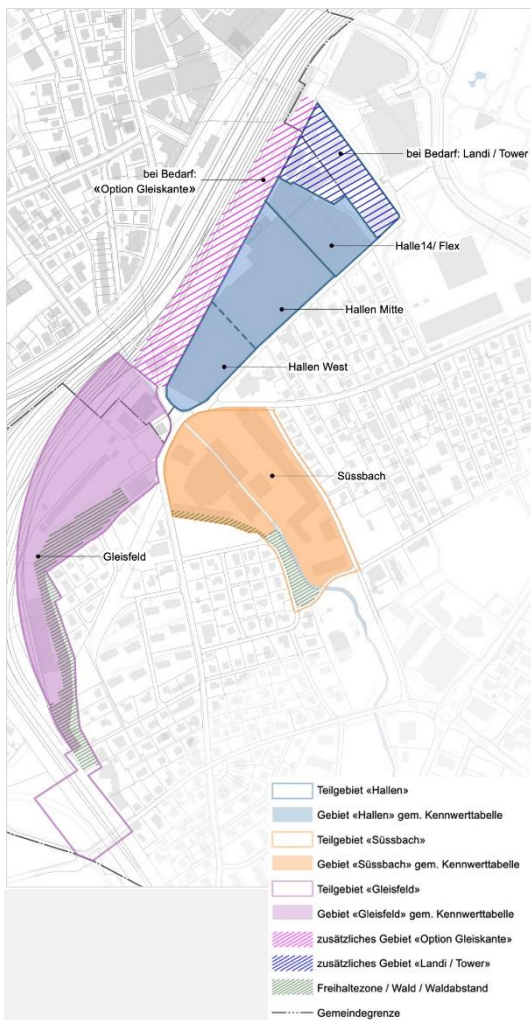 bei Bedarf:
«Option Gleiskante»
bei Bedarf: Landi / Tower
Halle14/ Flex
Hallen Mitte
Hallen West
Süssbach
Gleisfeld
Teilgebiet «Hallen»
Gebiet «Hallen» gem. Kennwerttabelle
Teilgebiet «Süssbach»
Gebiet «Süssbach» gem. Kennwerttabelle
Teilgebiet «Gleisfeld»
Gebiet «Gleisfeld» gem. Kennwerttabelle
zusätzliches Gebiet «Option Gleiskante»
zusätzliches Gebiet «Landi / Tower»
Freihaltezone / Wald / Waldabstand
Gemeindegrenze